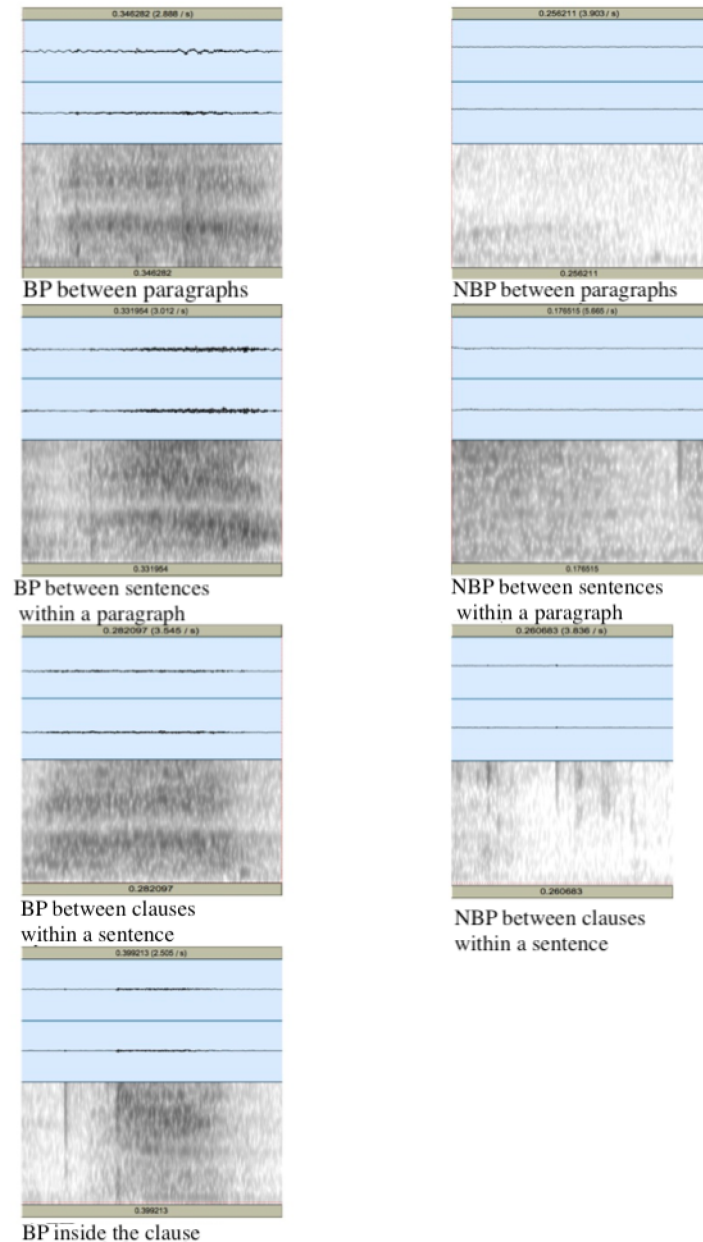 0.346282 (2.888 / s)
0.346282
BP between paragraphs
0.256211 (3.903 / s)
0.256211
NBP between paragraphs
0.331954 (3.012 / s)
0.331954
BP between sentences
within a paragraph
0.176515 (5.665 / s)
0.176515
NBP between sentences
within a paragraph
0.282097 (3.545 / s)
0.282097
BP between clauses
within a sentence
0.260683 (3.836 / s)
0.260683
NBP between clauses
within a sentence
0.399213 (2.505 / s)
0.399213
BP inside the clause